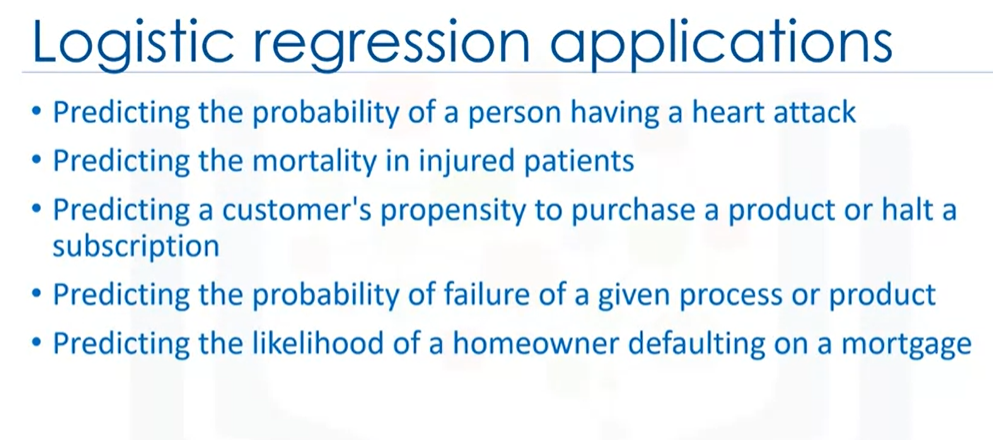 Logistic regression applications
• Predicting the probability of a person having a heart attack
• Predicting the mortality in injured patients
• Predicting a customer's propensity to purchase a product or halt a
subscription
• Predicting the probability of failure of a given process or product
• Predicting the likelihood of a homeowner defaulting on a mortgage